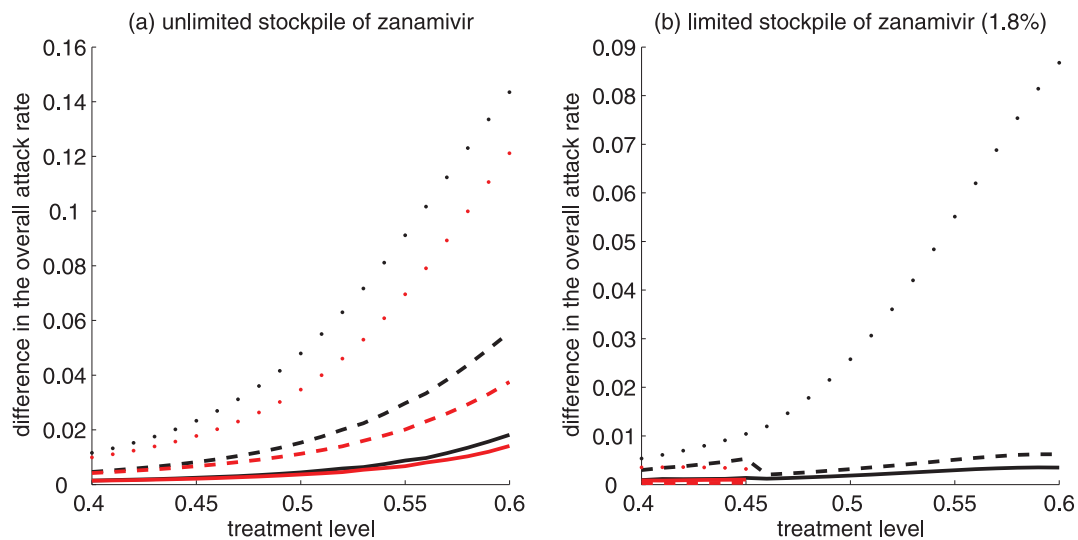 (a) unlimited stockpile of zanamivir
0.16
0.14
0.12
0.1
0.08
0.06
0.04
0.02
0
difference in the overall attack rate
0.4 0.45 0.5 0.55 0.6
treatment level
(b) limited stockpile of zanamivir (1.8%)
0.09
0.08
0.07
0.06
0.05
0.04
0.03
0.02
0.01
0
difference in the overall attack rate
0.4 0.45 0.5 0.55 0.6
treatment level